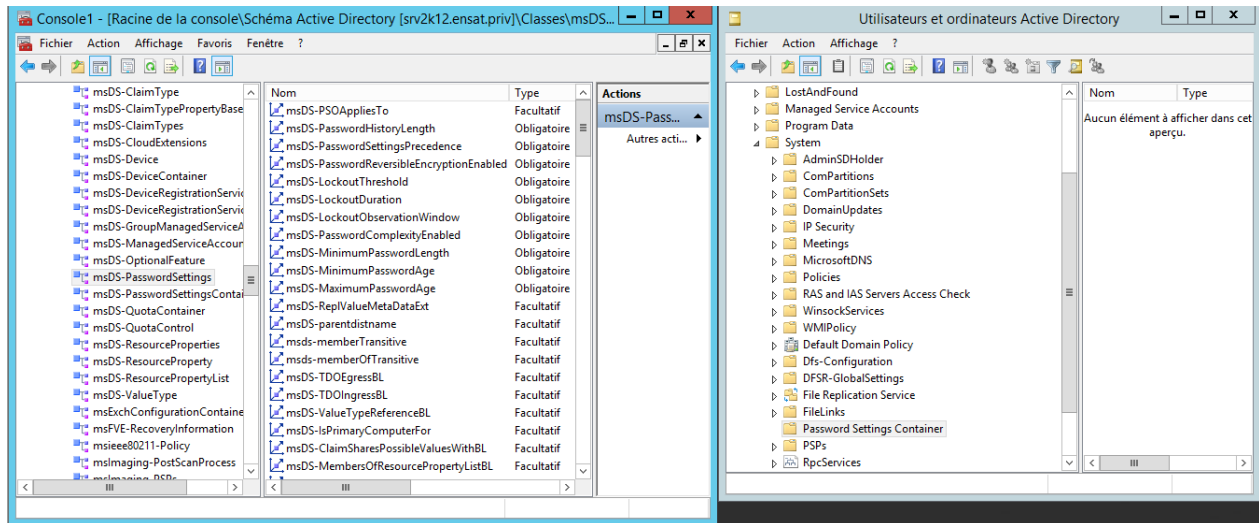 Console1 - [Racine de la console\Schéma Active Directory [srv2k12.ensat.priv]\Classes\msDS...
Fichier Action Affichage Favoris Fenêtre ?
msDS-ClaimType
msDS-ClaimTypePropertyBase
msDS-ClaimTypes
msDS-CloudExtensions
msDS-Device
msDS-DeviceContainer
msDS-DeviceRegistrationServic
msDS-DeviceRegistrationServic
msDS-GroupManagedServiceA
msDS-ManagedServiceAccoun
msDS-OptionalFeature
msDS-PasswordSettings
msDS-PasswordSettingsContai
msDS-QuotaContainer
msDS-QuotaControl
msDS-ResourceProperties
msDS-ResourceProperty
msDS-ResourcePropertyList
msDS-ValueType
msExchConfigurationContaine
msFVE-RecoveryInformation
msieee80211-Policy
msImaging-PostScanProcess
msImaging-PSPs
Nom Type
msDS-PSOAppliesTo Facultatif
msDS-PasswordHistoryLength Obligatoire
msDS-PasswordSettingsPrecedence Obligatoire
msDS-PasswordReversibleEncryptionEnabled Obligatoire
msDS-LockoutThreshold Obligatoire
msDS-LockoutDuration Obligatoire
msDS-LockoutObservationWindow Obligatoire
msDS-PasswordComplexityEnabled Obligatoire
msDS-MinimumPasswordLength Obligatoire
msDS-MinimumPasswordAge Obligatoire
msDS-MaximumPasswordAge Obligatoire
msDS-ReplValueMetaDataExt Facultatif
msDS-parentdistname Facultatif
msds-memberTransitive Facultatif
msds-memberOfTransitive Facultatif
msDS-TDOEgressBL Facultatif
msDS-TDOIngressBL Facultatif
msDS-ValueTypeReferenceBL Facultatif
msDS-IsPrimaryComputerFor Facultatif
msDS-ClaimSharesPossibleValuesWithBL Facultatif
msDS-MembersOfResourcePropertyListBL Facultatif
Actions
msDS-Pass...
Autres acti...
Utilisateurs et ordinateurs Active Directory
Fichier Action Affichage ?
LostAndFound
Managed Service Accounts
Program Data
System
AdminSDHolder
ComPartitions
ComPartitionSets
DomainUpdates
IP Security
Meetings
MicrosoftDNS
Policies
RAS and IAS Servers Access Check
WinsockServices
WMIPolicy
Default Domain Policy
Dfs-Configuration
DFSR-GlobalSettings
File Replication Service
FileLinks
Password Settings Container
PSPs
RpcServices
Nom Type
Aucun élément à afficher dans cet
aperçu.